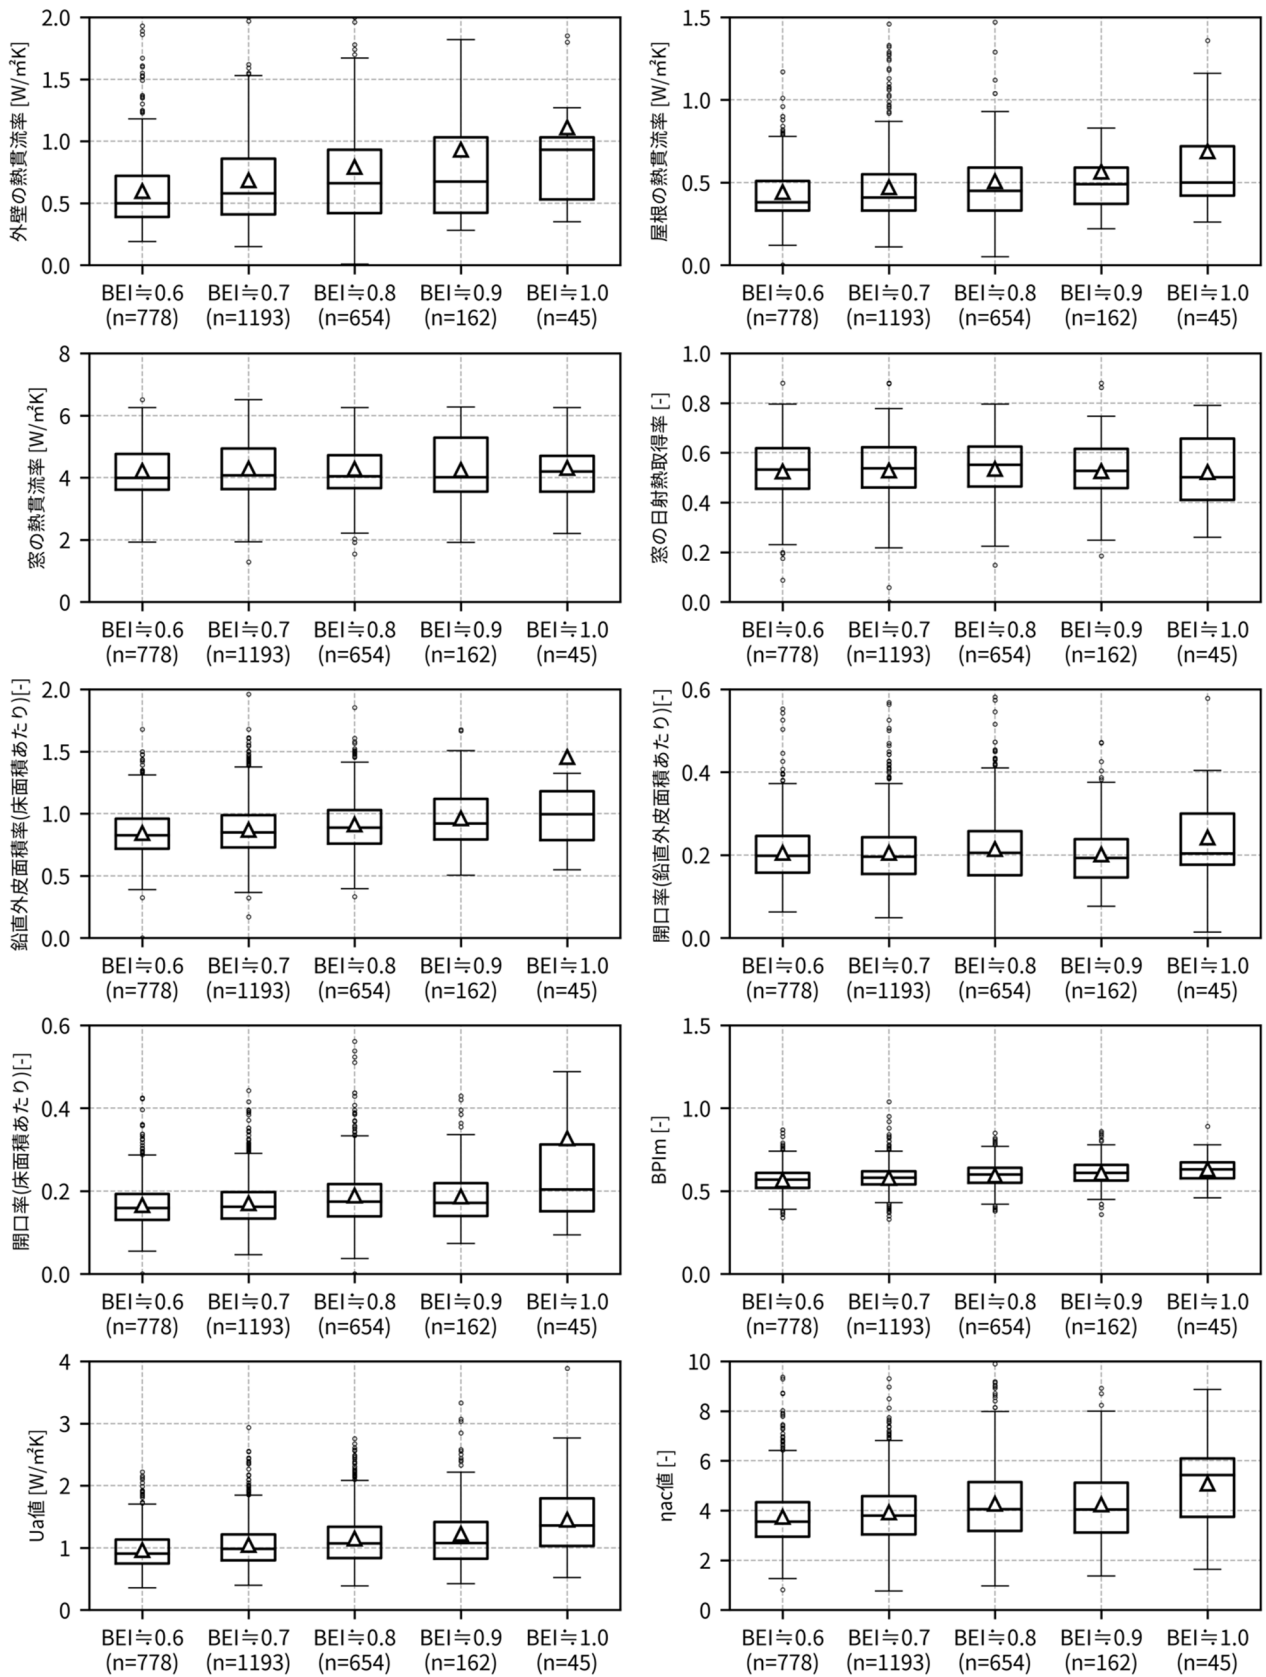 外壁の熱貫流率 [W/㎡K]
2.0
1.5
1.0
0.5
0.0
BEI≒0.6 BEI≒0.7 BEI≒0.8 BEI≒0.9 BEI≒1.0
(n=778) (n=1193) (n=654) (n=162) (n=45)
屋根の熱貫流率 [W/㎡K]
1.5
1.0
0.5
0.0
BEI≒0.6 BEI≒0.7 BEI≒0.8 BEI≒0.9 BEI≒1.0
(n=778) (n=1193) (n=654) (n=162) (n=45)
窓の熱貫流率 [W/㎡K]
8
6
4
2
0
BEI≒0.6 BEI≒0.7 BEI≒0.8 BEI≒0.9 BEI≒1.0
(n=778) (n=1193) (n=654) (n=162) (n=45)
窓の日射熱取得率 [-]
1.0
0.8
0.6
0.4
0.2
0.0
BEI≒0.6 BEI≒0.7 BEI≒0.8 BEI≒0.9 BEI≒1.0
(n=778) (n=1193) (n=654) (n=162) (n=45)
鉛直外皮面積率(床面積あたり)[-]
2.0
1.5
1.0
0.5
0.0
BEI≒0.6 BEI≒0.7 BEI≒0.8 BEI≒0.9 BEI≒1.0
(n=778) (n=1193) (n=654) (n=162) (n=45)
開口率(鉛直外皮面積あたり)[-]
0.6
0.4
0.2
0.0
BEI≒0.6 BEI≒0.7 BEI≒0.8 BEI≒0.9 BEI≒1.0
(n=778) (n=1193) (n=654) (n=162) (n=45)
開口率(床面積あたり)[-]
0.6
0.4
0.2
0.0
BEI≒0.6 BEI≒0.7 BEI≒0.8 BEI≒0.9 BEI≒1.0
(n=778) (n=1193) (n=654) (n=162) (n=45)
BPIm [-]
1.5
1.0
0.5
0.0
BEI≒0.6 BEI≒0.7 BEI≒0.8 BEI≒0.9 BEI≒1.0
(n=778) (n=1193) (n=654) (n=162) (n=45)
Ua値 [W/㎡K]
4
3
2
1
0
BEI≒0.6 BEI≒0.7 BEI≒0.8 BEI≒0.9 BEI≒1.0
(n=778) (n=1193) (n=654) (n=162) (n=45)
ηac値 [-]
10
8
6
4
2
0
BEI≒0.6 BEI≒0.7 BEI≒0.8 BEI≒0.9 BEI≒1.0
(n=778) (n=1193) (n=654) (n=162) (n=45)